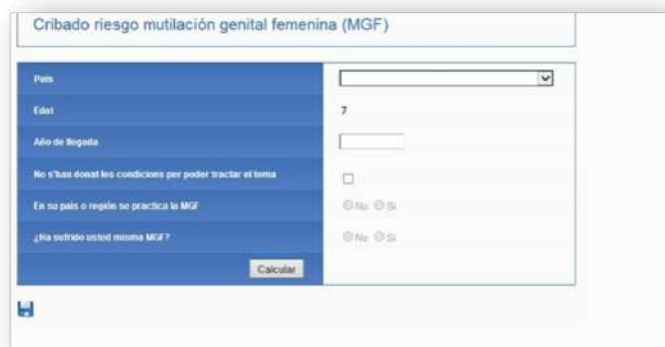 Cribado riesgo mutilación genital femenina (MGF)
País
Edat 7
Año de llegada
No s'han donat les condicions per poder tractar el tema
En su país o región se practica la MGF No Si
¿Ha sufrido usted misma MGF? No Si
Calcular